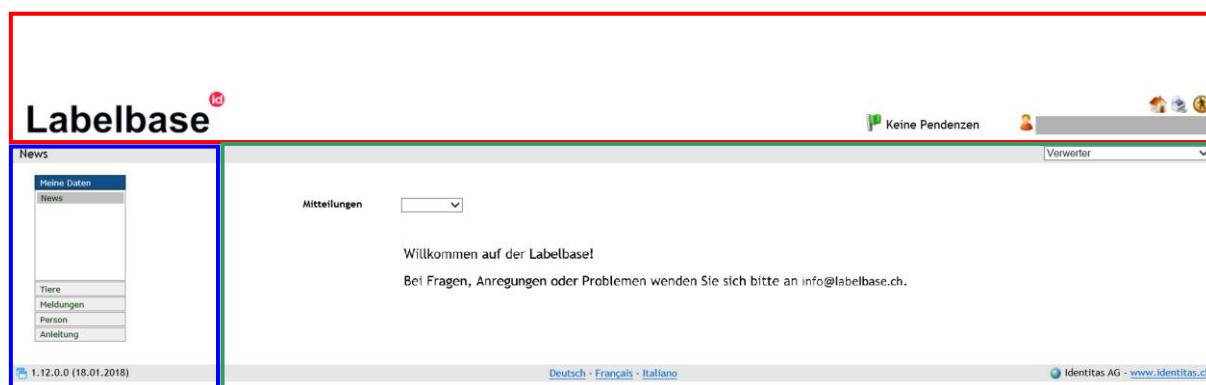 Labelbase id
Keine Pendenzen
News
Verwerter
Meine Daten
News
Tiere
Meldungen
Person
Anleitung
Mitteilungen
Willkommen auf der Labelbase!
Bei Fragen, Anregungen oder Problemen wenden Sie sich bitte an info@labelbase.ch.
1.12.0.0 (18.01.2018)
Deutsch - Français - Italiano
Identitas AG - www.identitas.c